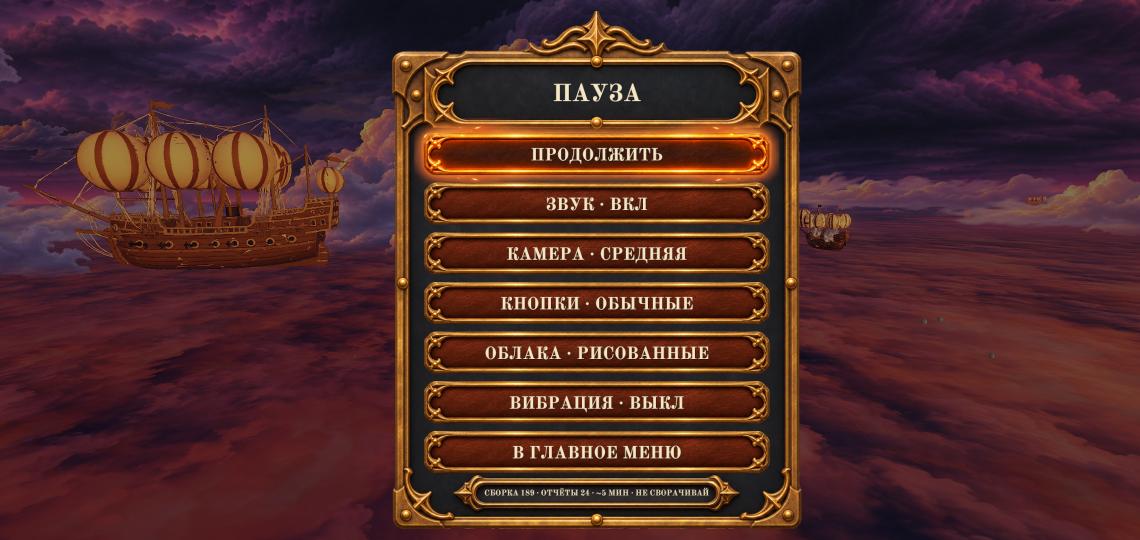 ПАУЗА
ПРОДОЛЖИТЬ
ЗВУК · ВКЛ
КАМЕРА · СРЕДНЯЯ
КНОПКИ · ОБЫЧНЫЕ
ОБЛАКА · РИСОВАННЫЕ
ВИБРАЦИЯ · ВЫКЛ
В ГЛАВНОЕ МЕНЮ
СБОРКА 189 · ОТЧЁТЫ 24 · ~5 МИН · НЕ СВОРАЧИВАЙ